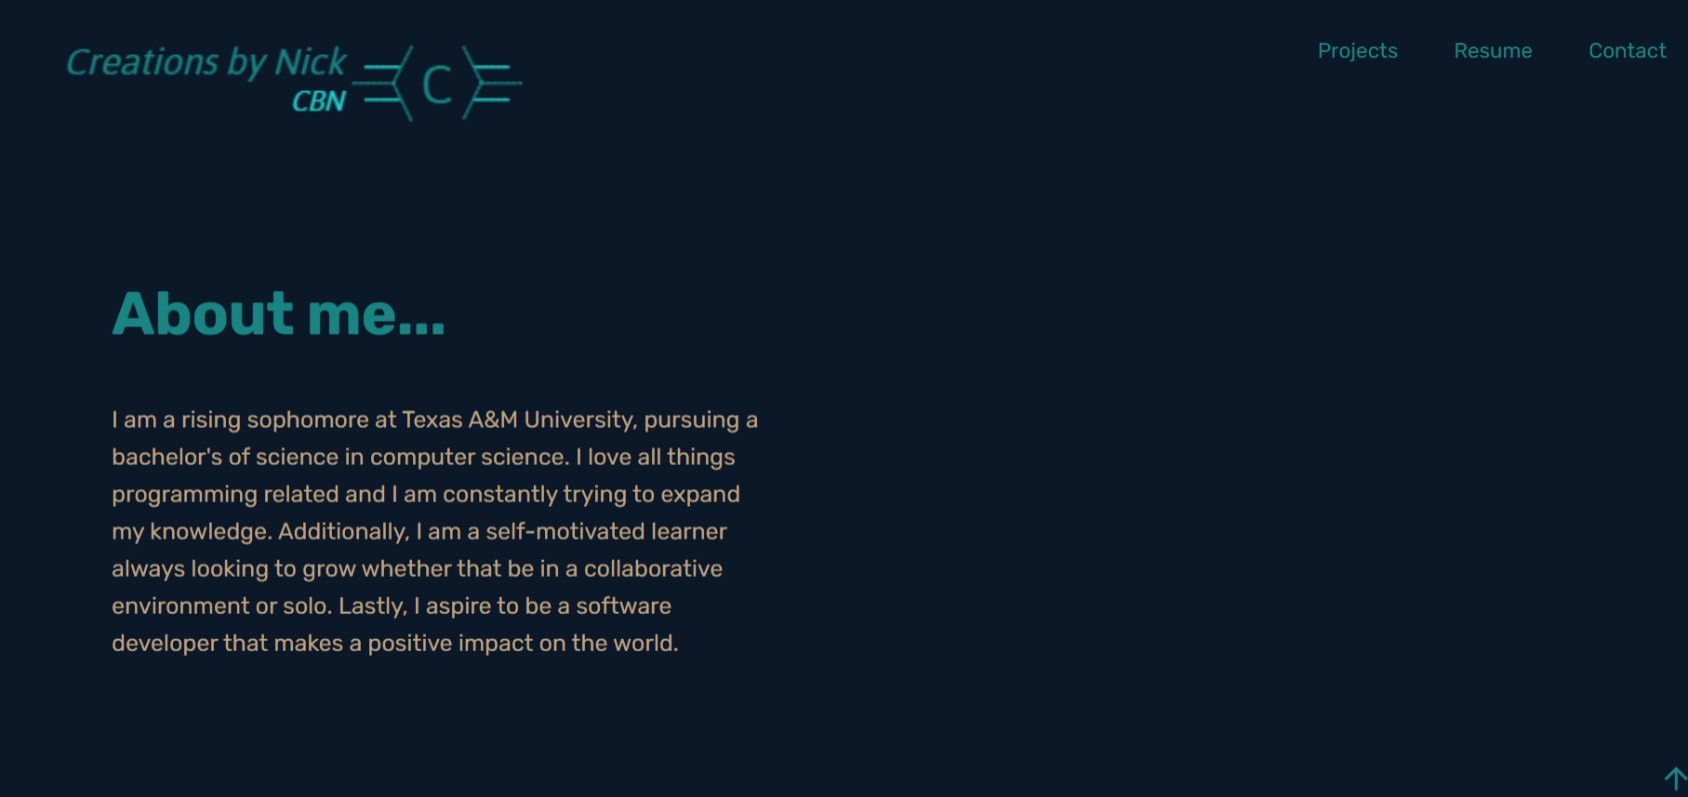 Creations by Nick
CBN
C
Projects
Resume
Contact
About me...
I am a rising sophomore at Texas A&M University, pursuing a
bachelor's of science in computer science. I love all things
programming related and I am constantly trying to expand
my knowledge. Additionally, I am a self-motivated learner
always looking to grow whether that be in a collaborative
environment or solo. Lastly, I aspire to be a software
developer that makes a positive impact on the world.